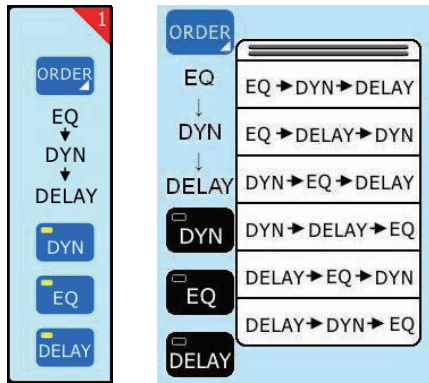 1
ORDER
EQ
↓
DYN
↓
DELAY
DYN
EQ
DELAY
ORDER
EQ
↓
DYN
↓
DELAY
DYN
EQ
DELAY
EQ➔DYN➔DELAY
EQ➔DELAY➔DYN
DYN➔EQ➔DELAY
DYN➔DELAY➔EQ
DELAY➔EQ➔DYN
DELAY➔DYN➔EQ